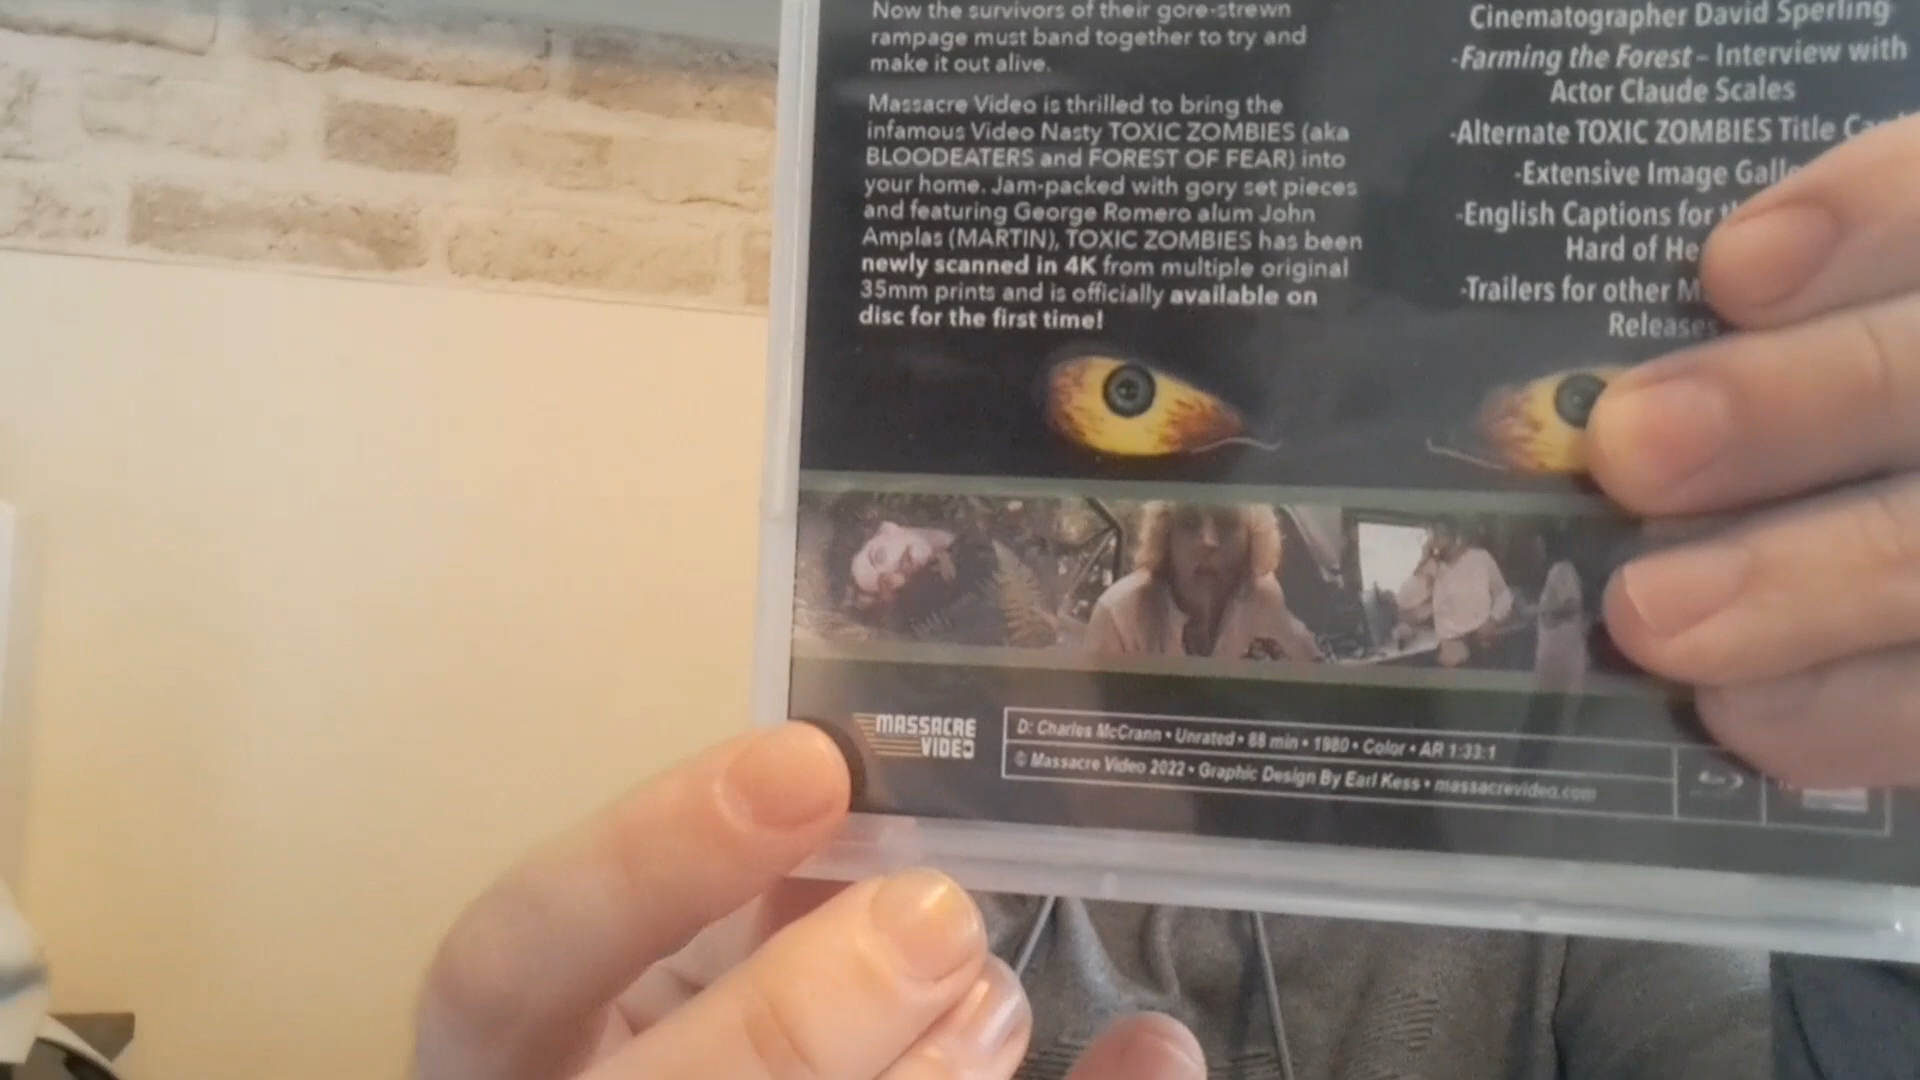 Now the survivors of their gore-strewn
rampage must band together to try and
make it out alive.
Massacre Video is thrilled to bring the
infamous Video Nasty TOXIC ZOMBIES (aka
BLOODEATERS and FOREST OF FEAR) into
your home. Jam-packed with gory set pieces
and featuring George Romero alum John
Amplas (MARTIN), TOXIC ZOMBIES has been
newly scanned in 4K from multiple original
35mm prints and is officially available on
disc for the first time!
Cinematographer David Sperling
-Farming the Forest – Interview with
Actor Claude Scales
-Alternate TOXIC ZOMBIES Title
-Extensive Image
-English Captions for
Hard of
-Trailers for other
Releases
MASSACRE
VIDEO
D: Charles McCrann • Unrated • 88 min • 1980 • Color • AR 1:33:1
© Massacre Video 2022 • Graphic Design By Earl Kess • massacrevideo.com